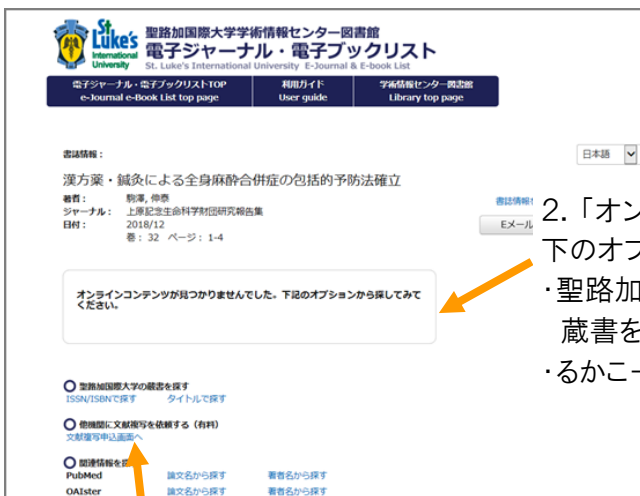 St. Luke's International University
聖路加国際大学学術情報センター図書館
電子ジャーナル・電子ブックリスト
St. Luke's International University E-Journal & E-book List
電子ジャーナル・電子ブックリストTOP 利用ガイド 学術情報センター図書館
e-Journal e-Book List top page User guide Library top page
日本語
書誌情報：
漢方薬・鍼灸による全身麻酔合併症の包括的予防法確立
著者： 駒澤, 伸泰
ジャーナル： 上原記念生命科学財団研究報告集
日付： 2018/12
巻： 32 ページ： 1-4
書誌情報
Eメール
2.「オン
下のオプ
・聖路加
蔵書を
・るかこー
オンラインコンテンツが見つかりませんでした。下記のオプションから探してみて
ください。
聖路加国際大学の蔵書を探す
ISSN/ISBNで探す タイトルで探す
他機関に文献複写を依頼する（有料）
文献複写申込画面へ
関連情報を
PubMed 論文名から探す 著者名から探す
OAIster 論文名から探す 著者名から探す